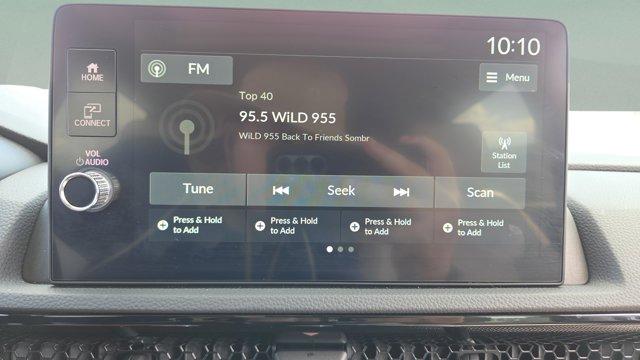 10:10
HOME
FM
Menu
Top 40
CONNECT
95.5 WiLD 955
WiLD 955 Back To Friends Sombr
Station
List
VOL
AUDIO
Tune
Seek
Scan
Press & Hold
to Add
Press & Hold
to Add
Press & Hold
to Add
Press & Hold
to Add